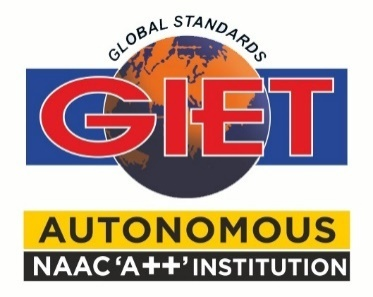 GLOBAL STANDARDS
GIET
AUTONOMOUS
NAAC 'A++' INSTITUTION